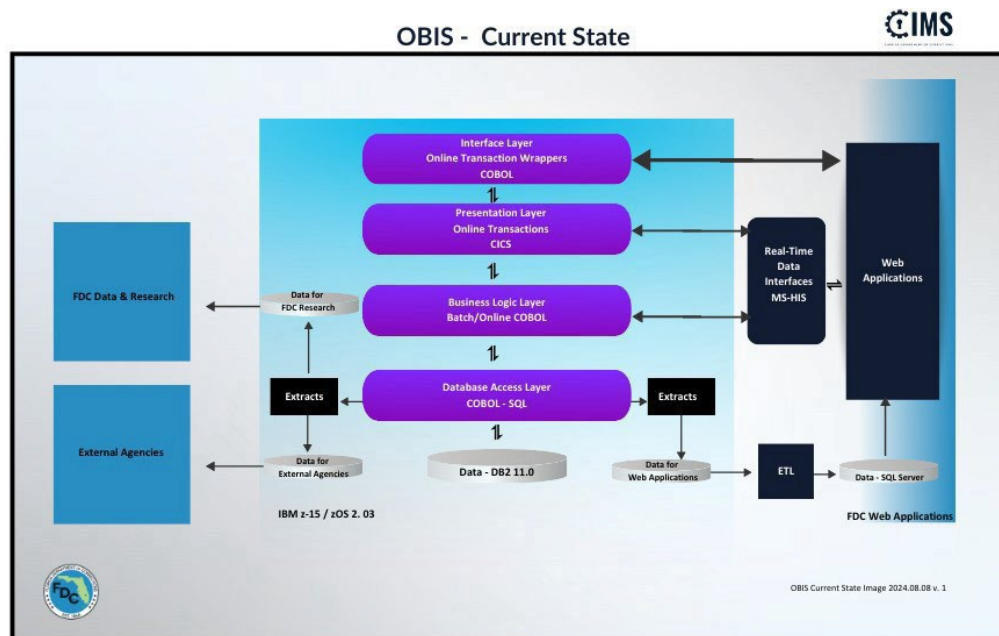 OBIS - Current State
CIMS
Interface Layer
Online Transaction Wrappers
COBOL
Presentation Layer
Online Transactions
CICS
Business Logic Layer
Batch/Online COBOL
Database Access Layer
COBOL - SQL
Data - DB2 11.0
FDC Data & Research
Data for
FDC Research
Extracts
External Agencies
Data for
External Agencies
IBM z-15 / zOS 2. 03
Extracts
Data for
Web Applications
ETL
Data - SQL Server
Real-Time
Data
Interfaces
MS-HIS
Web
Applications
FDC Web Applications
FDC
OBIS Current State Image 2024.08.08 v. 1